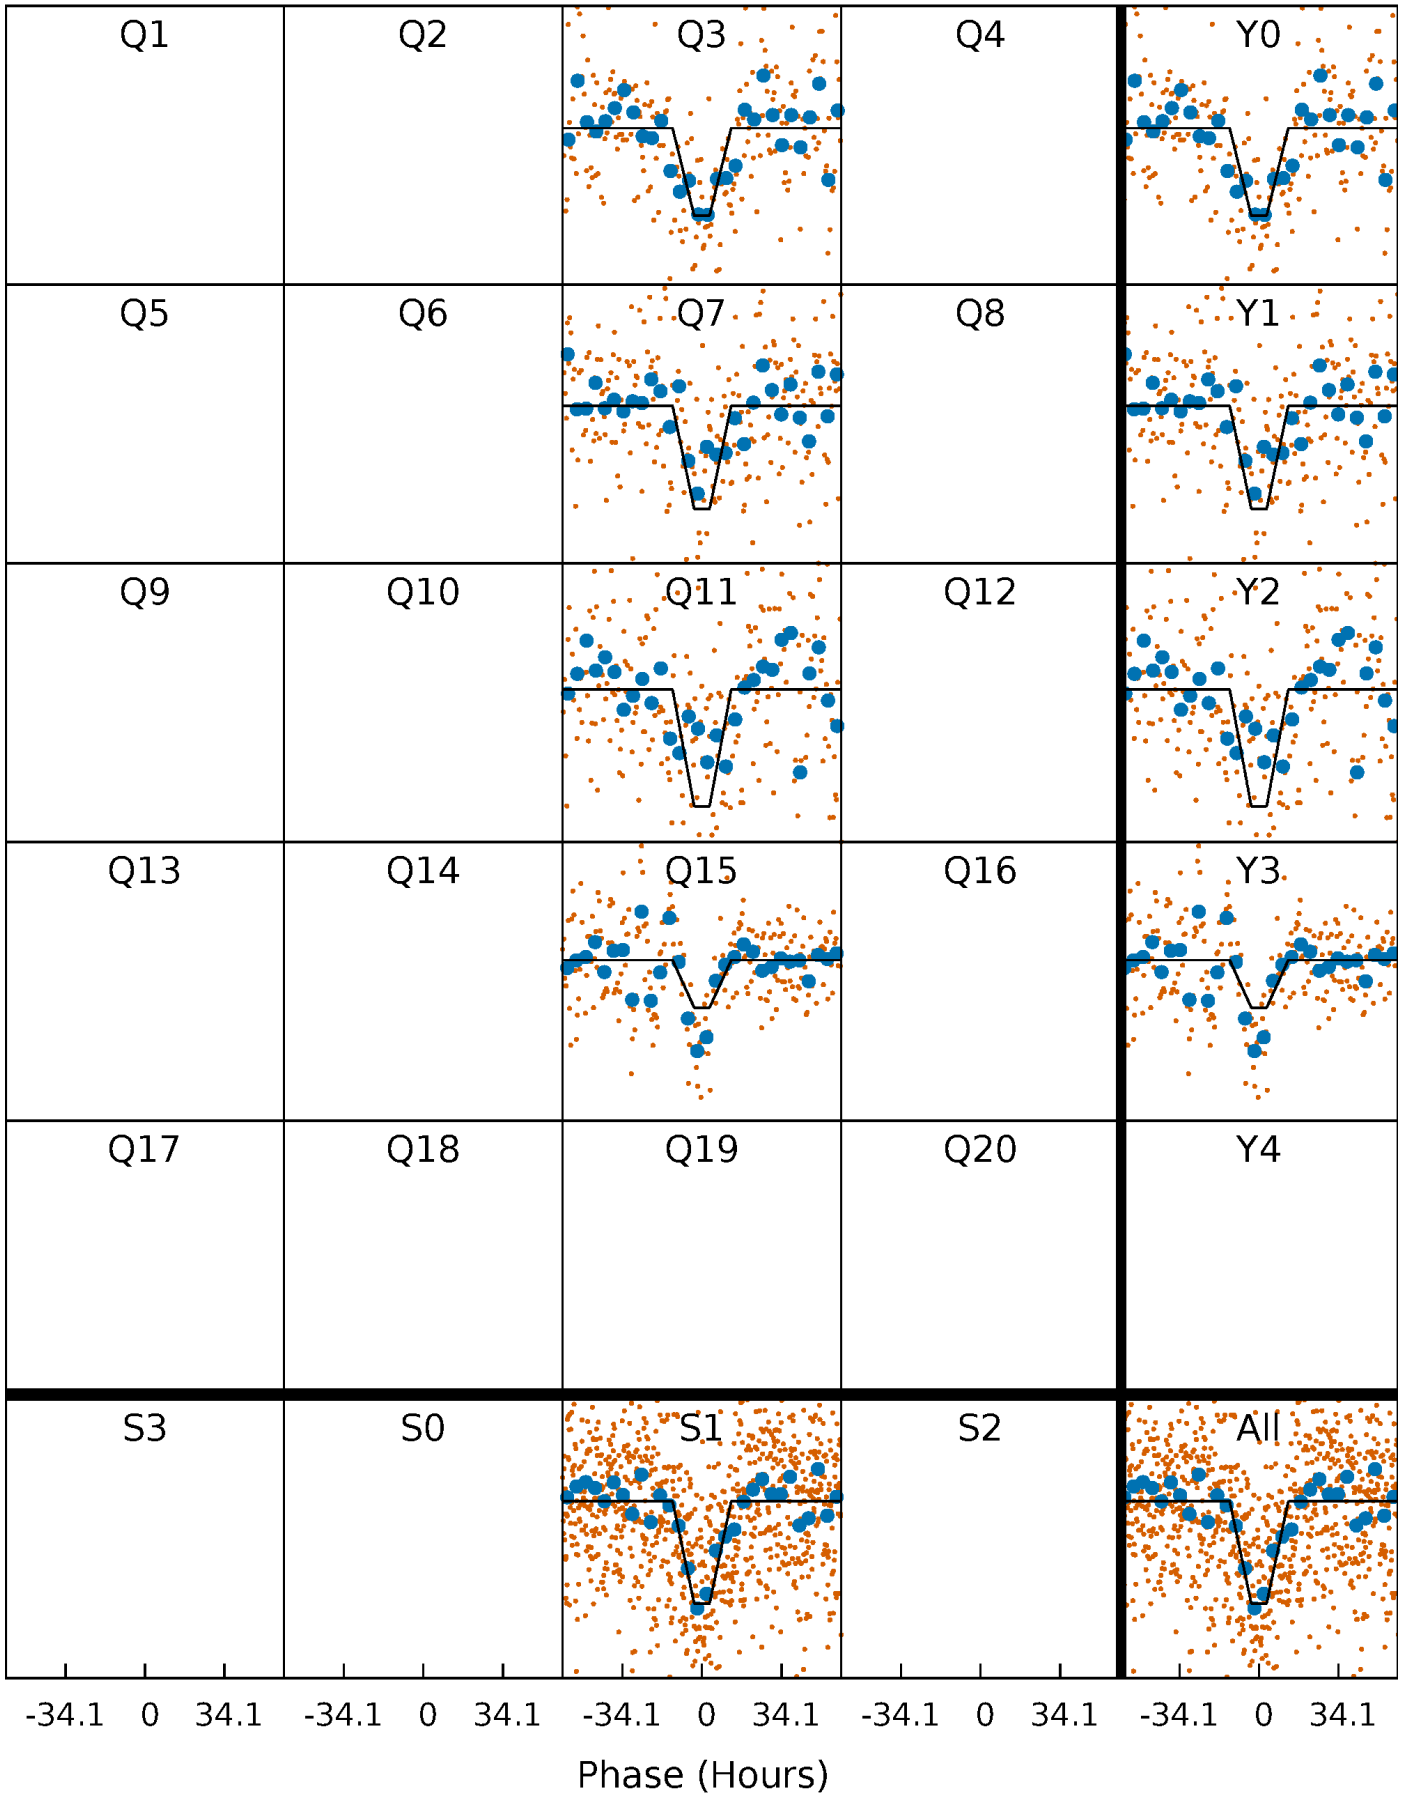 Q1 Q2 Q3 Q4 Y0
Q5 Q6 Q7 Q8 Y1
Q9 Q10 Q11 Q12 Y2
Q13 Q14 Q15 Q16 Y3
Q17 Q18 Q19 Q20 Y4
S3 S0 S1 S2 All
-34.1 0 34.1 -34.1 0 34.1 -34.1 0 34.1 -34.1 0 34.1 -34.1 0 34.1
Phase (Hours)